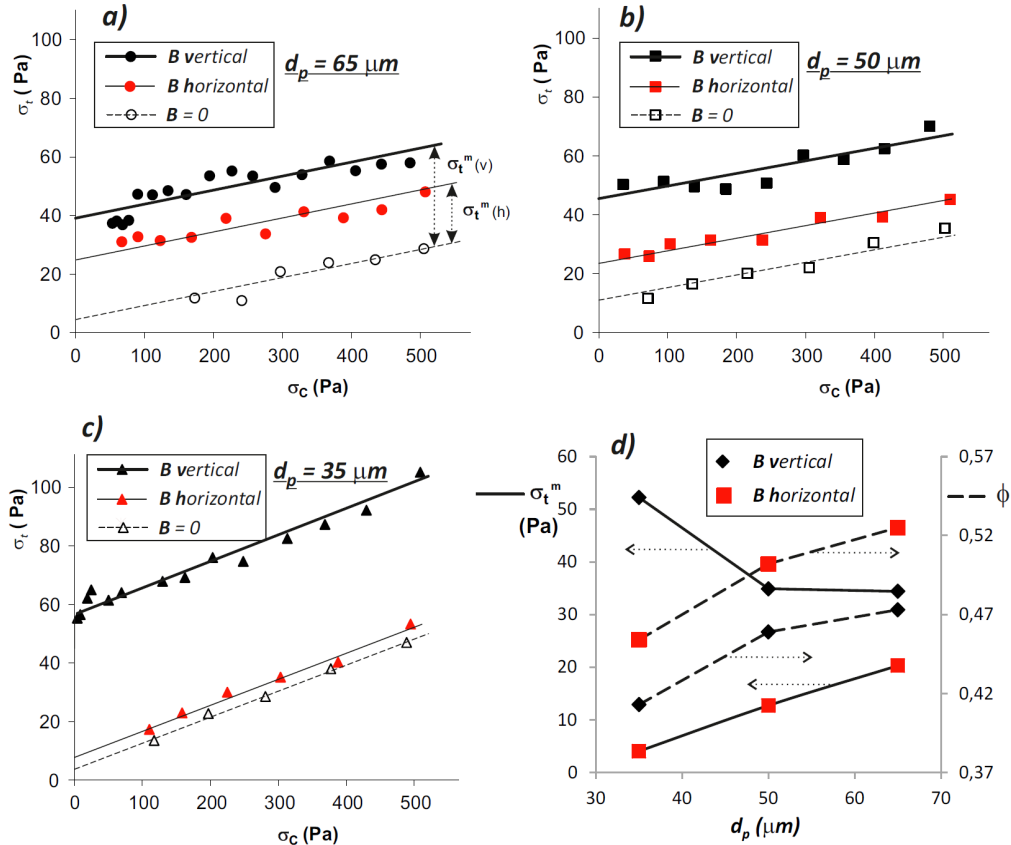 a)
100
80
60
40
20
0
σt (Pa)
B vertical
B horizontal
B = 0
dp = 65 μm
σt^m (v)
σt^m (h)
0 100 200 300 400 500
σC (Pa)
b)
100
80
60
40
20
0
σt (Pa)
B vertical
B horizontal
B = 0
dp = 50 μm
0 100 200 300 400 500
σC (Pa)
c)
100
80
60
40
20
0
σt (Pa)
B vertical
B horizontal
B = 0
dp = 35 μm
0 100 200 300 400 500
σC (Pa)
d)
B vertical
B horizontal
σt^m
(Pa)
ϕ
60
50
40
30
20
10
0
0,57
0,52
0,47
0,42
0,37
30 40 50 60 70
dp (μm)